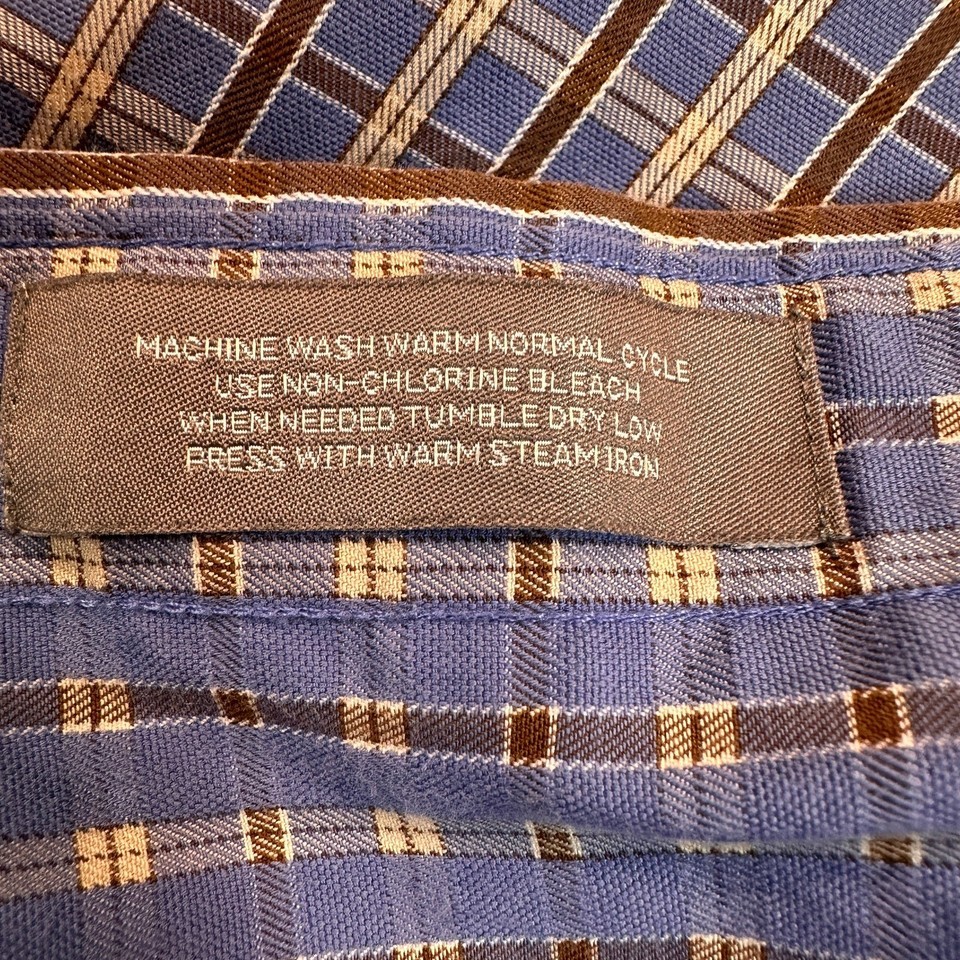 MACHINE WASH WARM NORMAL CYCLE
USE NON-CHLORINE BLEACH
WHEN NEEDED TUMBLE DRY LOW
PRESS WITH WARM STEAM IRON